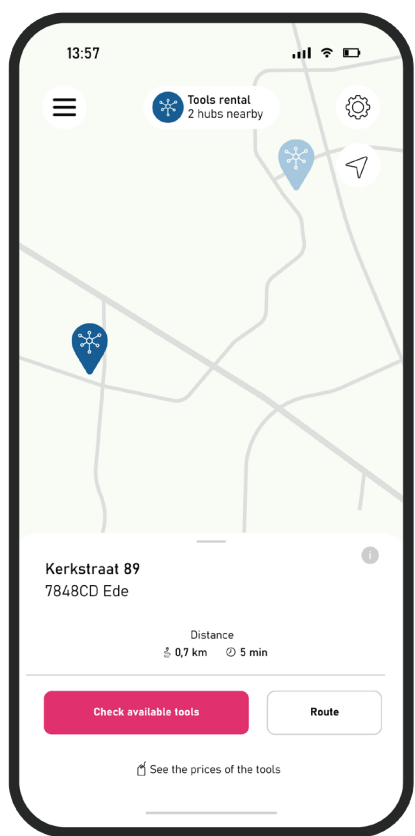 13:57
Tools rental
2 hubs nearby
Kerkstraat 89
7848CD Ede
Distance
0,7 km 5 min
Check available tools
Route
See the prices of the tools